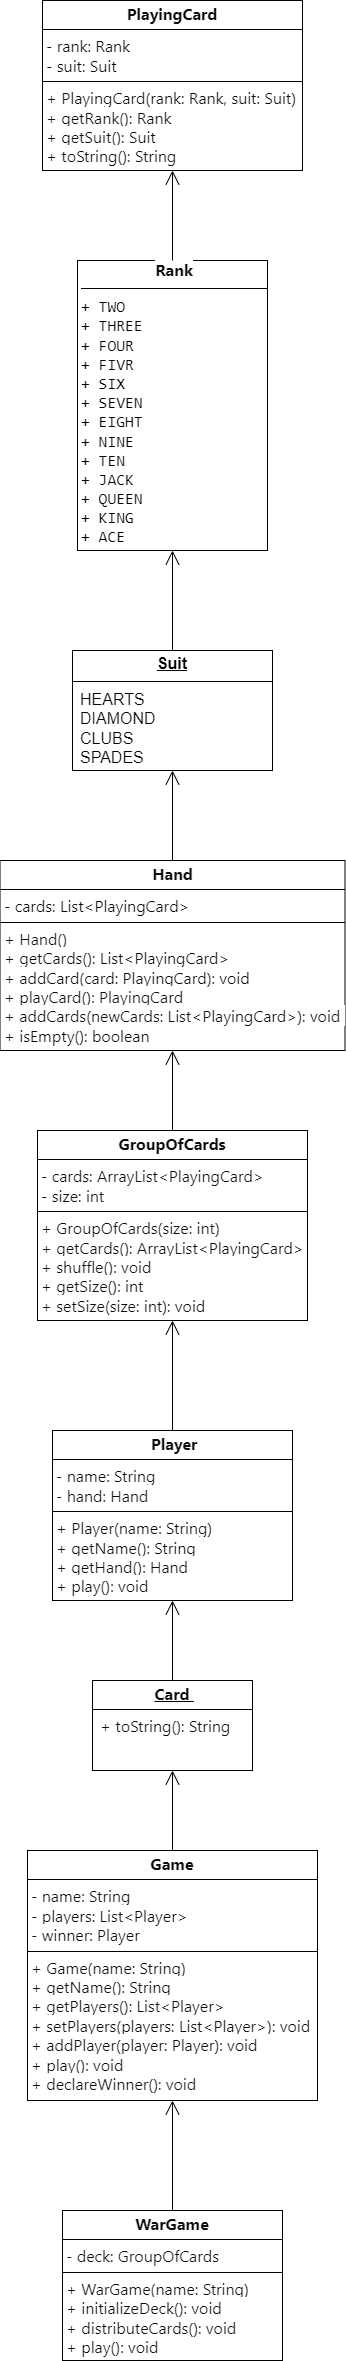 PlayingCard
- rank: Rank
- suit: Suit
+ PlayingCard(rank: Rank, suit: Suit)
+ getRank(): Rank
+ getSuit(): Suit
+ toString(): String
Rank
+ TWO
+ THREE
+ FOUR
+ FIVR
+ SIX
+ SEVEN
+ EIGHT
+ NINE
+ TEN
+ JACK
+ QUEEN
+ KING
+ ACE
Suit
HEARTS
DIAMOND
CLUBS
SPADES
Hand
- cards: List<PlayingCard>
+ Hand()
+ getCards(): List<PlayingCard>
+ addCard(card: PlayingCard): void
+ playCard(): PlayingCard
+ addCards(newCards: List<PlayingCard>): void
+ isEmpty(): boolean
GroupOfCards
- cards: ArrayList<PlayingCard>
- size: int
+ GroupOfCards(size: int)
+ getCards(): ArrayList<PlayingCard>
+ shuffle(): void
+ getSize(): int
+ setSize(size: int): void
Player
- name: String
- hand: Hand
+ Player(name: String)
+ getName(): String
+ getHand(): Hand
+ play(): void
Card
+ toString(): String
Game
- name: String
- players: List<Player>
- winner: Player
+ Game(name: String)
+ getName(): String
+ getPlayers(): List<Player>
+ setPlayers(players: List<Player>): void
+ addPlayer(player: Player): void
+ play(): void
+ declareWinner(): void
WarGame
- deck: GroupOfCards
+ WarGame(name: String)
+ initializeDeck(): void
+ distributeCards(): void
+ play(): void